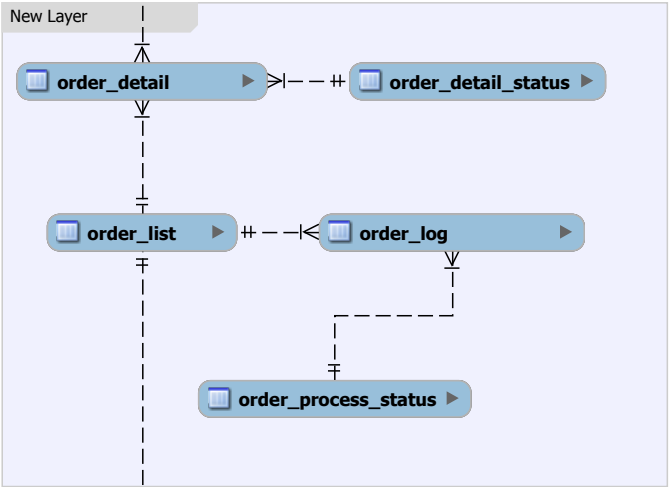 New Layer
order_detail
order_detail_status
order_list
order_log
order_process_status